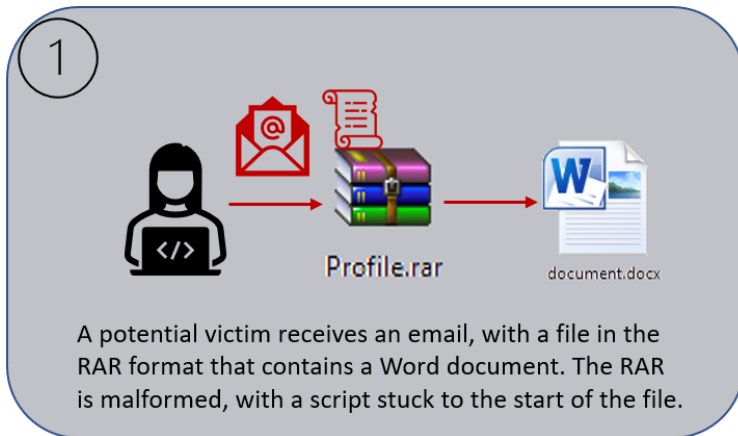 1
@
</>
W
Profile.rar
document.docx
A potential victim receives an email, with a file in the
RAR format that contains a Word document. The RAR
is malformed, with a script stuck to the start of the file.